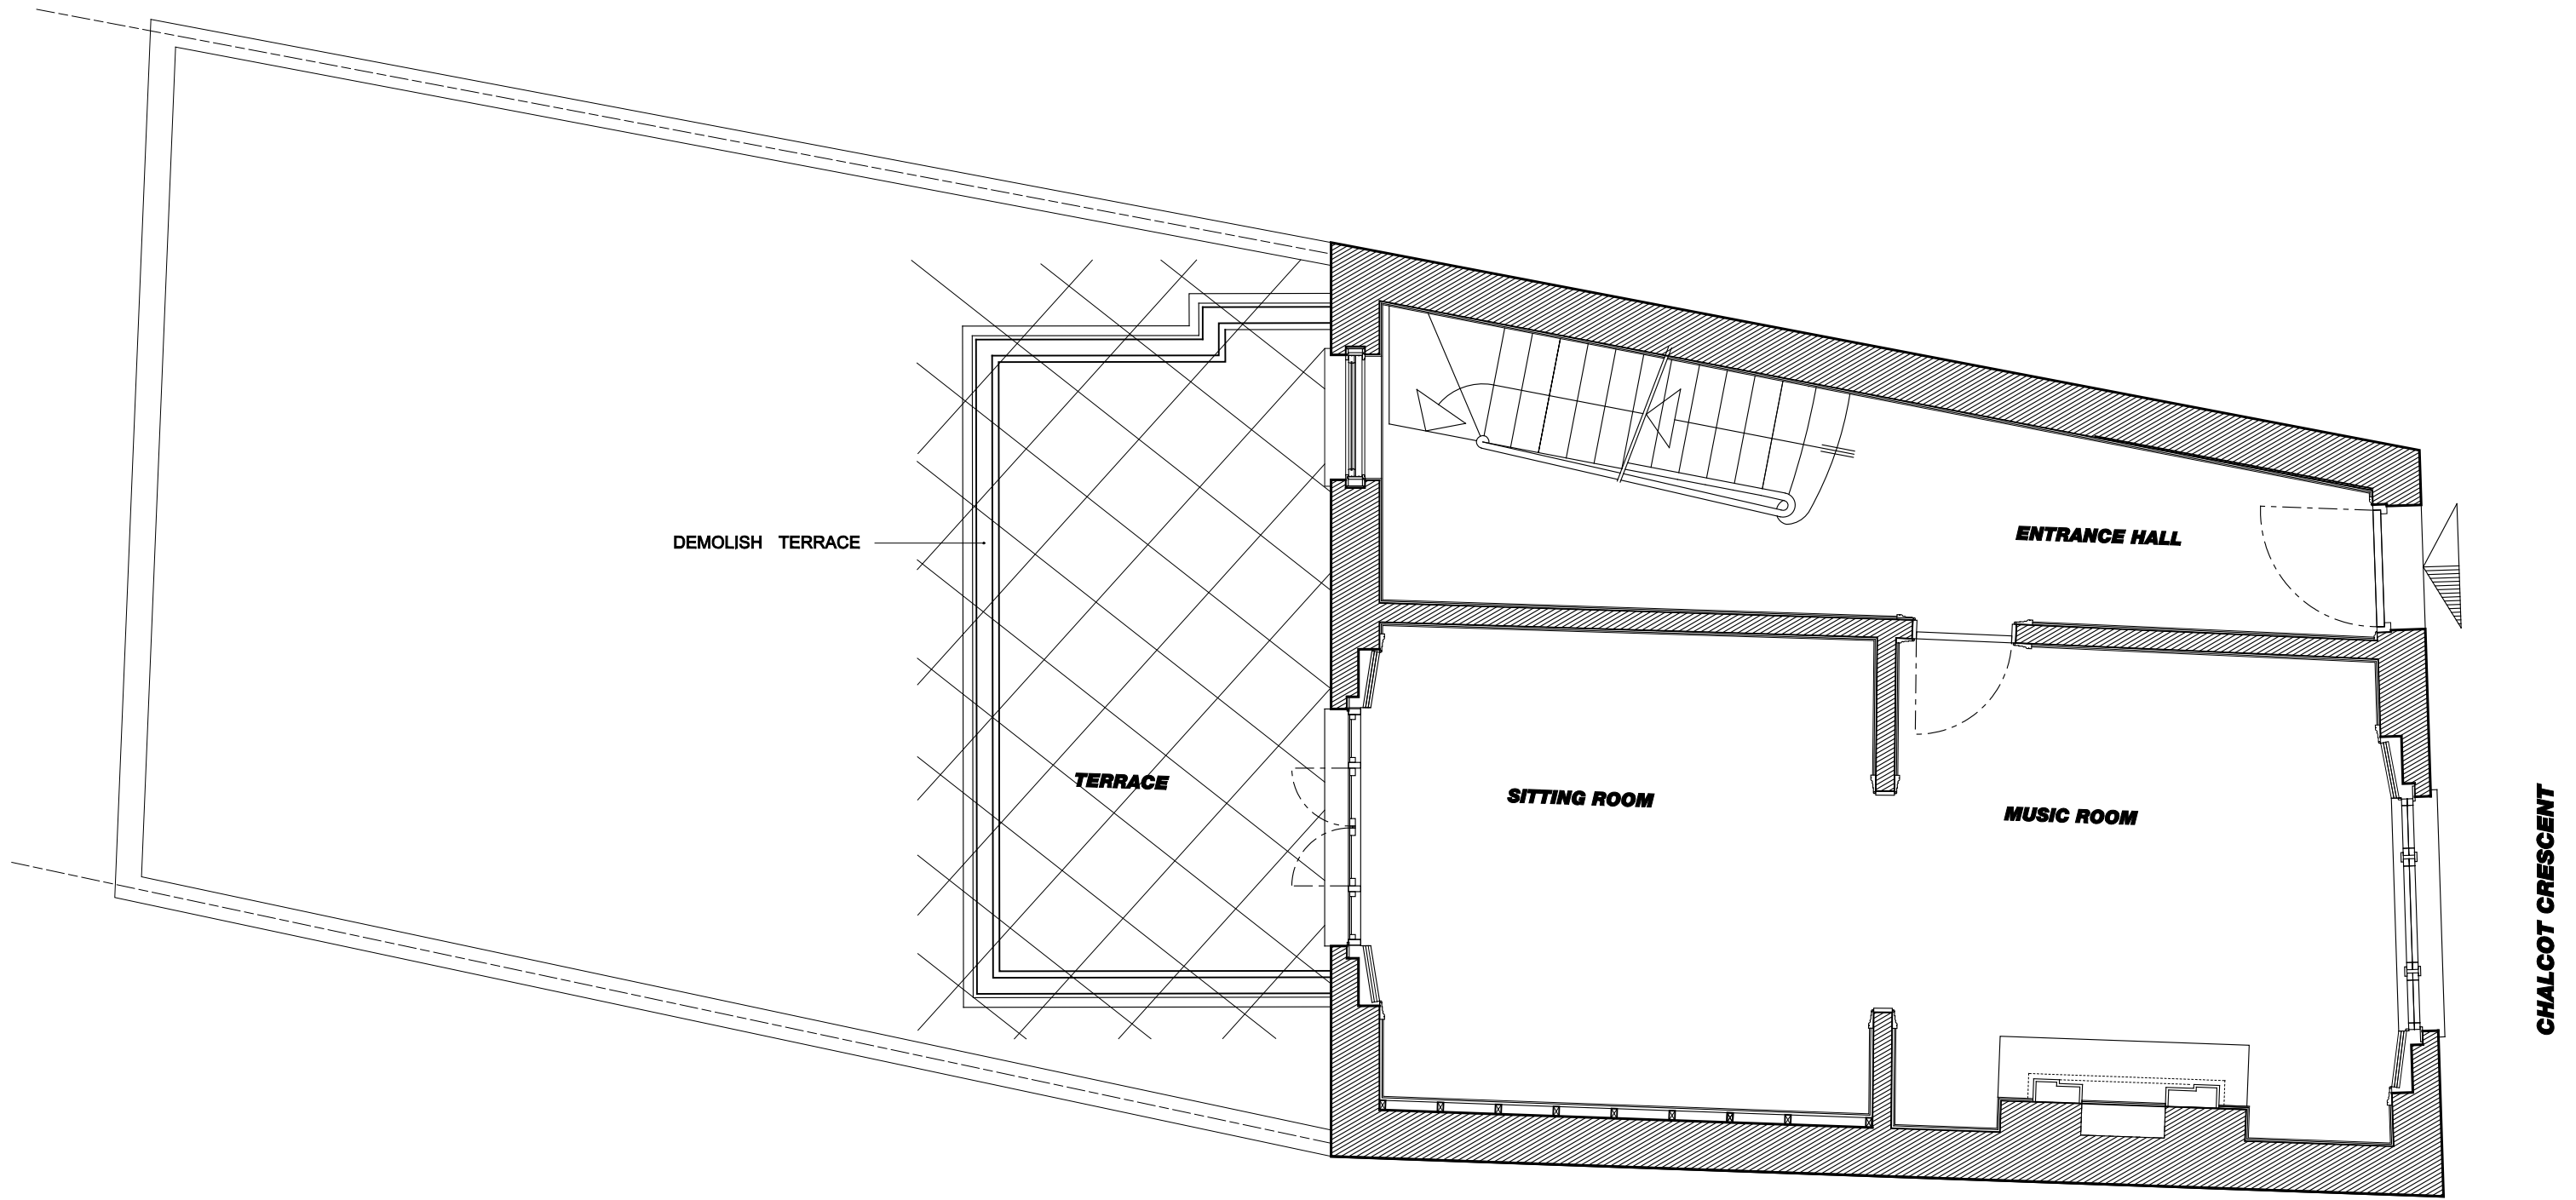 DEMOLISH TERRACE
ENTRANCE HALL
TERRACE
SITTING ROOM
MUSIC ROOM
CHALCOT CRESCENT